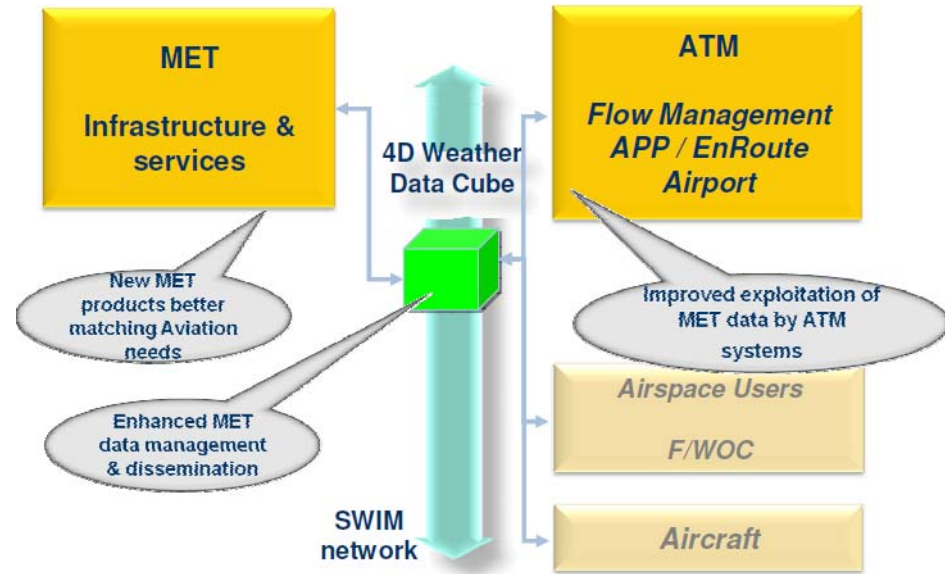 MET
Infrastructure &
services
ATM
Flow Management
APP / EnRoute
Airport
4D Weather
Data Cube
New MET
products better
matching Aviation
needs
Improved exploitation of
MET data by ATM
systems
Enhanced MET
data management
& dissemination
Airspace Users
F/WOC
SWIM
network
Aircraft